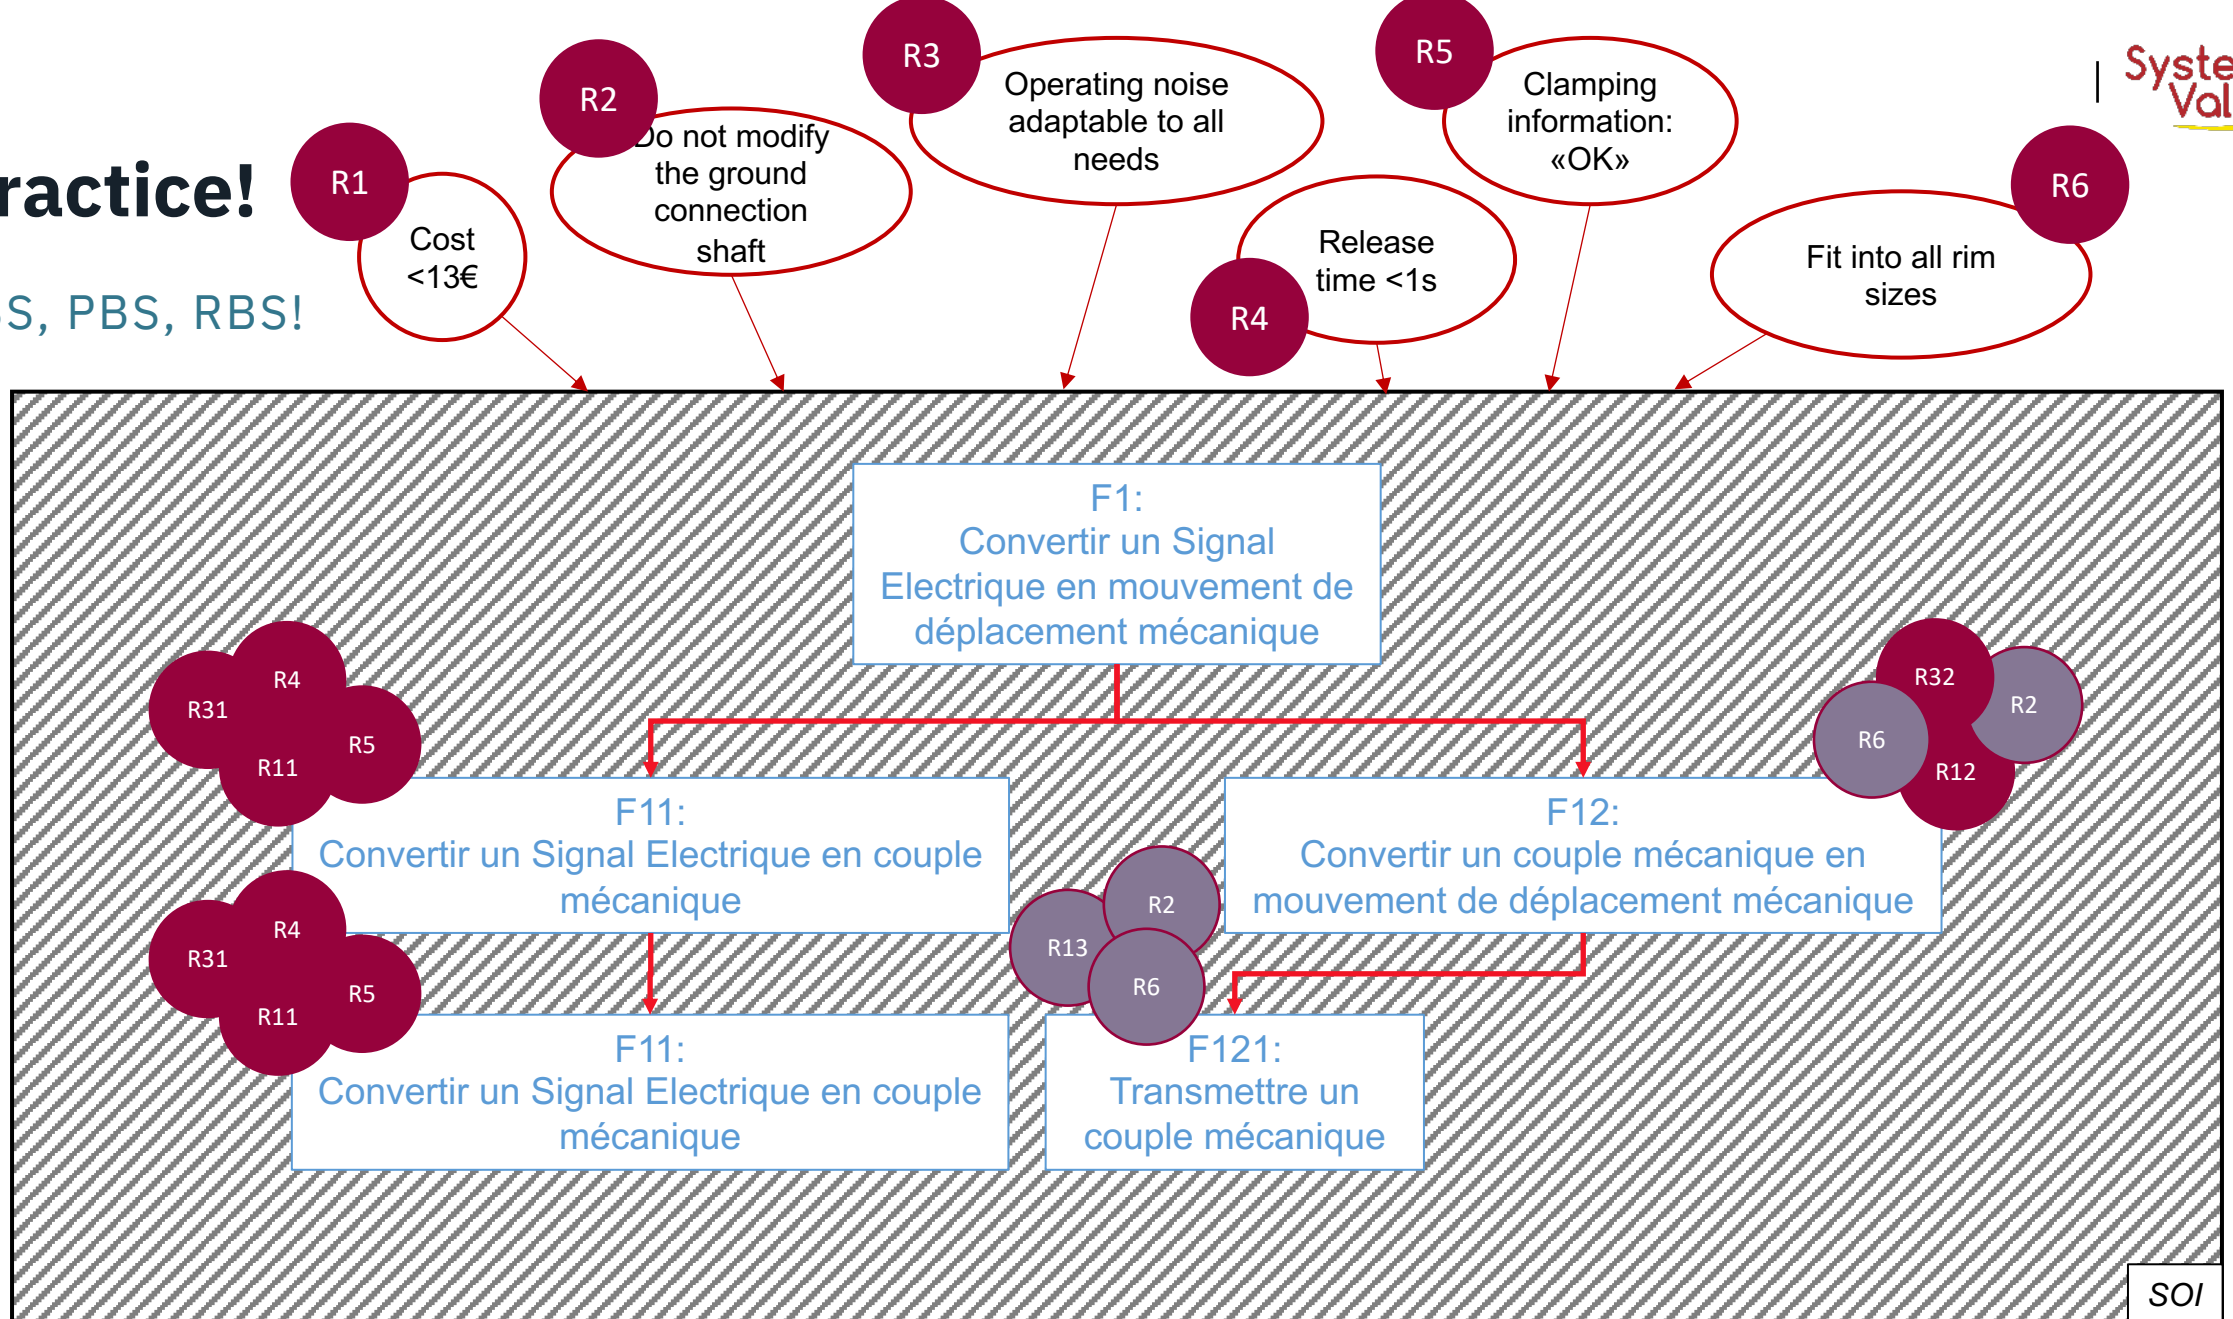 R1
Cost
<13€
R2
Do not modify
the ground
connection
shaft
R3
Operating noise
adaptable to all
needs
R4
Release
time <1s
R5
Clamping
information:
«OK»
R6
Fit into all rim
sizes
ractice!
S, PBS, RBS!
Syste
Val
F1:
Convertir un Signal
Electrique en mouvement de
déplacement mécanique
R4
R31
R5
R11
F11:
Convertir un Signal Electrique en couple
mécanique
R32
R2
R6
R12
F12:
Convertir un couple mécanique en
mouvement de déplacement mécanique
R4
R31
R5
R11
F11:
Convertir un Signal Electrique en couple
mécanique
R2
R13
R6
F121:
Transmettre un
couple mécanique
SOI